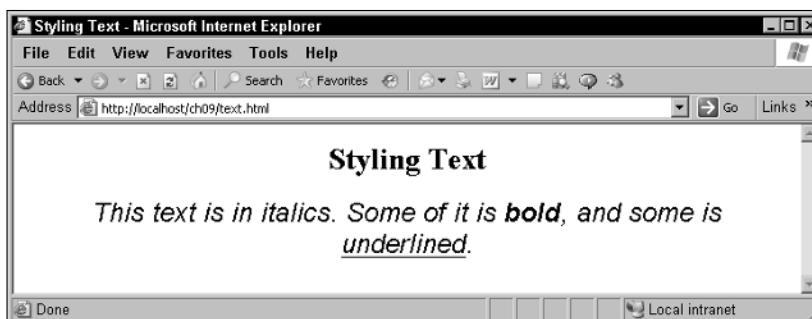 Styling Text - Microsoft Internet Explorer
File Edit View Favorites Tools Help
Back Search Favorites
Address http://localhost/ch09/text.html Go Links »
Styling Text
This text is in italics. Some of it is bold, and some is
underlined.
Done Local intranet